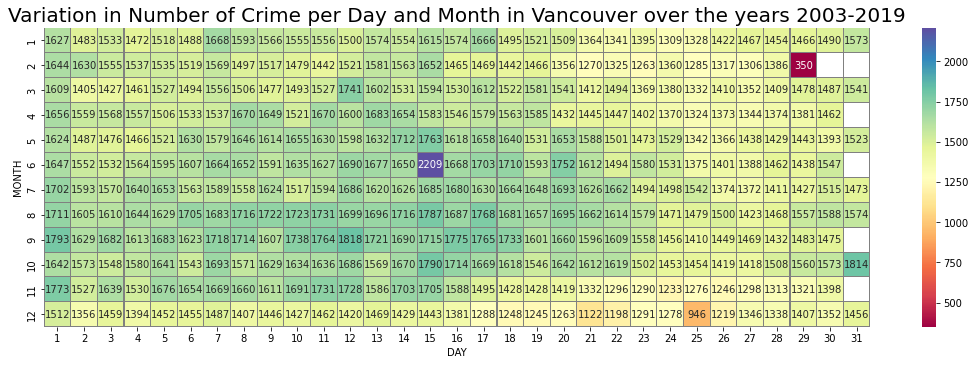 Variation in Number of Crime per Day and Month in Vancouver over the years 2003-2019
MONTH
1 1627 1483 1533 1472 1518 1488 1668 1593 1566 1555 1556 1500 1574 1554 1615 1574 1666 1495 1521 1509 1364 1341 1395 1309 1328 1422 1467 1454 1466 1490 1573
2 1644 1630 1555 1537 1535 1519 1569 1497 1517 1479 1442 1521 1581 1563 1652 1465 1469 1442 1466 1356 1270 1325 1263 1360 1285 1317 1306 1386 350
3 1609 1405 1427 1461 1527 1494 1556 1506 1477 1493 1527 1741 1602 1531 1594 1530 1612 1522 1581 1541 1412 1494 1369 1380 1332 1410 1352 1409 1478 1487 1541
4 1656 1559 1568 1557 1506 1533 1537 1670 1649 1521 1670 1600 1683 1654 1583 1546 1579 1563 1585 1432 1445 1447 1402 1370 1324 1373 1344 1374 1381 1462
5 1624 1487 1476 1466 1521 1630 1579 1646 1614 1655 1630 1598 1632 1712 1765 1618 1658 1640 1531 1653 1588 1501 1473 1529 1342 1366 1438 1429 1443 1393 1523
6 1647 1552 1532 1564 1595 1607 1664 1652 1591 1635 1627 1690 1677 1650 2209 1668 1703 1710 1593 1752 1612 1494 1580 1531 1375 1401 1388 1462 1438 1547
7 1702 1593 1570 1640 1653 1563 1589 1558 1624 1517 1594 1686 1620 1626 1685 1680 1630 1664 1648 1693 1626 1662 1494 1498 1542 1374 1372 1411 1427 1515 1473
8 1711 1605 1610 1644 1629 1705 1683 1716 1722 1723 1731 1699 1696 1716 1787 1687 1768 1681 1657 1695 1662 1614 1579 1471 1479 1500 1423 1468 1557 1588 1574
9 1793 1629 1682 1613 1683 1623 1718 1714 1607 1738 1764 1818 1721 1690 1715 1775 1765 1733 1601 1660 1596 1609 1558 1456 1410 1449 1469 1432 1483 1475
10 1642 1573 1548 1580 1641 1543 1693 1571 1629 1634 1636 1686 1569 1670 1790 1714 1669 1618 1546 1642 1612 1619 1502 1453 1454 1419 1418 1508 1560 1573 1814
11 1773 1527 1639 1530 1676 1654 1669 1660 1611 1691 1731 1728 1586 1703 1705 1588 1495 1428 1428 1419 1332 1296 1290 1233 1276 1246 1298 1313 1321 1398
12 1512 1356 1459 1394 1452 1455 1487 1407 1446 1427 1462 1420 1469 1429 1443 1381 1288 1248 1245 1263 1122 1198 1291 1278 946 1219 1346 1338 1407 1352 1456
1 2 3 4 5 6 7 8 9 10 11 12 13 14 15 16 17 18 19 20 21 22 23 24 25 26 27 28 29 30 31
DAY
2000
1750
1500
1250
1000
750
500